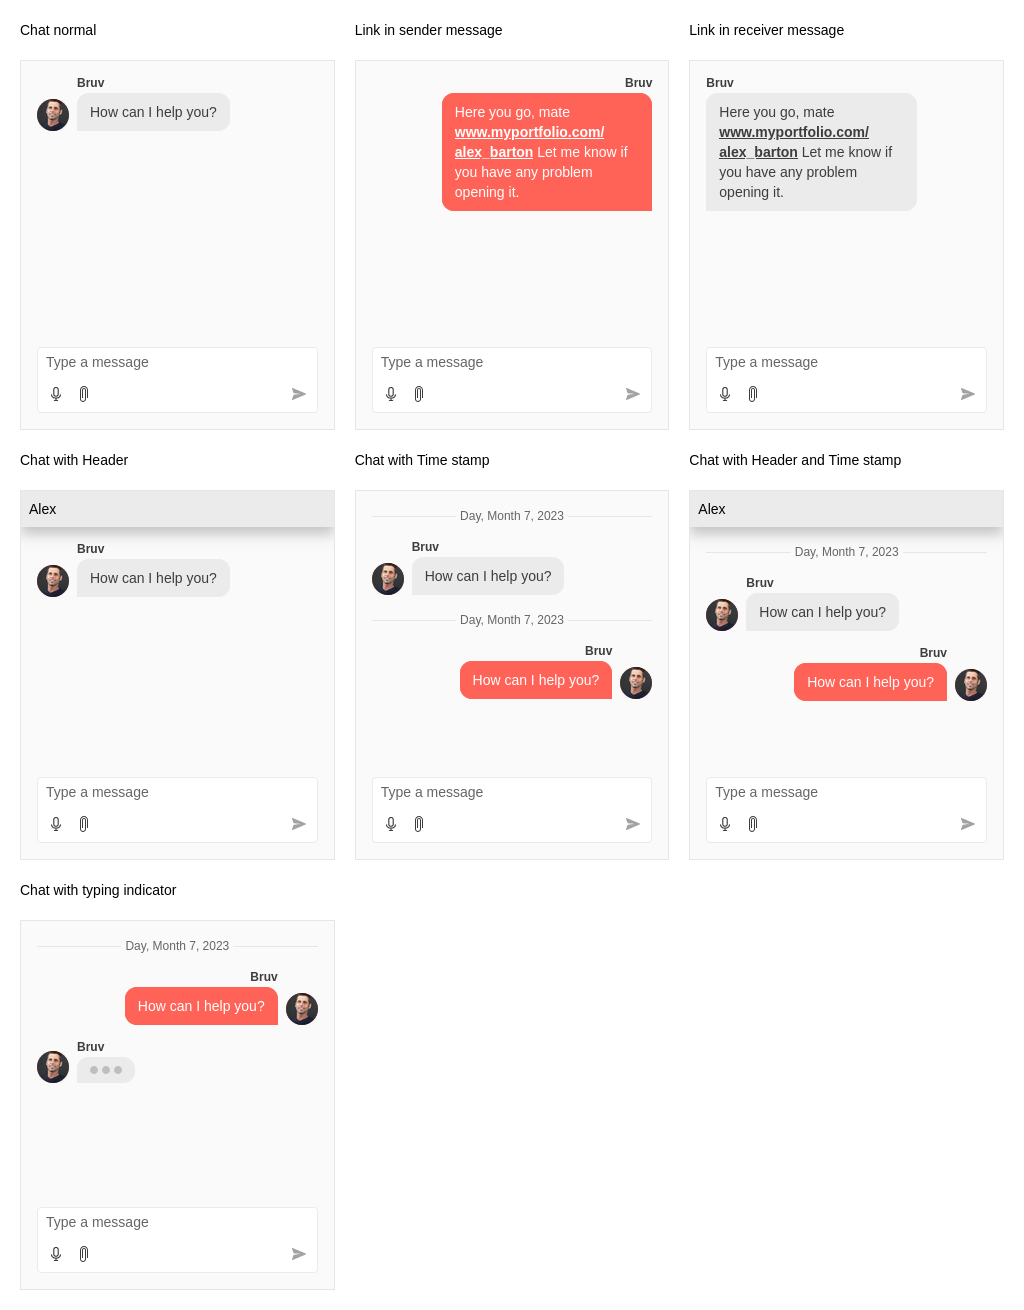 Chat normal
Bruv
How can I help you?
Type a message
Link in sender message
Bruv
Here you go, mate
www.myportfolio.com/
alex_barton Let me know if
you have any problem
opening it.
Type a message
Link in receiver message
Bruv
Here you go, mate
www.myportfolio.com/
alex_barton Let me know if
you have any problem
opening it.
Type a message
Chat with Header
Alex
Bruv
How can I help you?
Type a message
Chat with Time stamp
Day, Month 7, 2023
Bruv
How can I help you?
Day, Month 7, 2023
Bruv
How can I help you?
Type a message
Chat with Header and Time stamp
Alex
Day, Month 7, 2023
Bruv
How can I help you?
Bruv
How can I help you?
Type a message
Chat with typing indicator
Day, Month 7, 2023
Bruv
How can I help you?
Bruv
Type a message